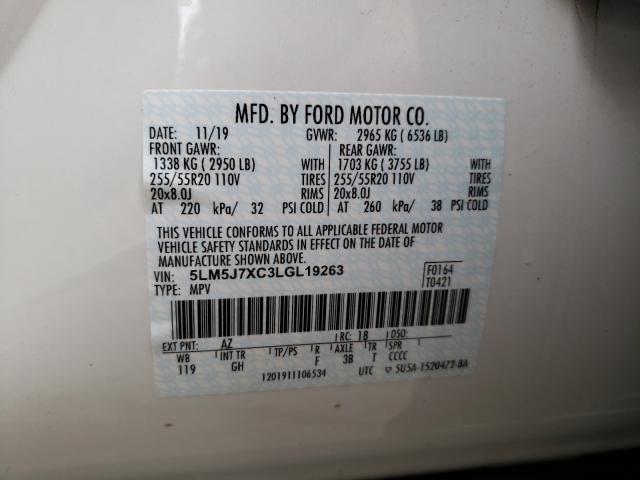 MFD. BY FORD MOTOR CO.
DATE: 11/19 GVWR: 2965 KG ( 6536 LB)
FRONT GAWR: REAR GAWR:
1338 KG ( 2950 LB) WITH 1703 KG ( 3755 LB) WITH
255/55R20 110V TIRES 255/55R20 110V TIRES
20x8.0J RIMS 20x8.0J RIMS
AT 220 kPa/ 32 PSI COLD AT 260 kPa/ 38 PSI COLD
THIS VEHICLE CONFORMS TO ALL APPLICABLE FEDERAL MOTOR
VEHICLE SAFETY STANDARDS IN EFFECT ON THE DATE OF
MANUFACTURE SHOWN ABOVE.
VIN: 5LM5J7XC3LGL19263 F0164
TYPE: MPV T0421
EXT PNT: AZ RC: 18 DSO:
WB INT TR TP/PS R AXLE TR SPR
119 GH F 3B T CCCC
1201911106534 UTC 5U5A-1520472-BA